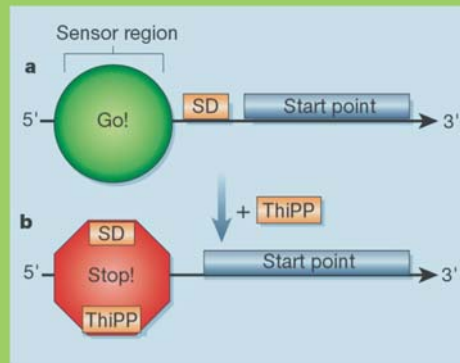 Sensor region
a
5' Go! SD Start point 3'
+ ThiPP
b
SD
5' Stop! Start point 3'
ThiPP